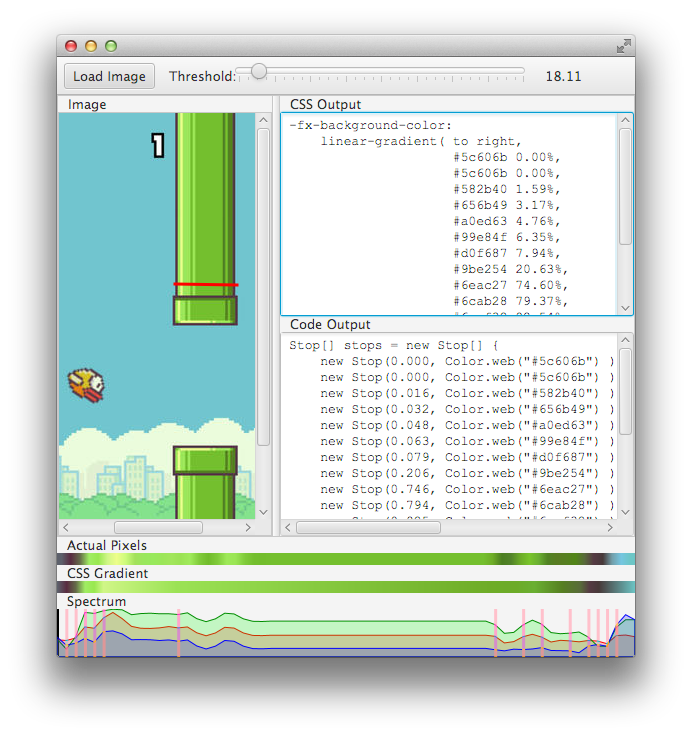 Load Image
Threshold:
18.11
Image
1
CSS Output
-fx-background-color:
linear-gradient( to right,
#5c606b 0.00%,
#5c606b 0.00%,
#582b40 1.59%,
#656b49 3.17%,
#a0ed63 4.76%,
#99e84f 6.35%,
#d0f687 7.94%,
#9be254 20.63%,
#6eac27 74.60%,
#6cab28 79.37%,
Code Output
Stop[] stops = new Stop[] {
new Stop(0.000, Color.web("#5c606b") )
new Stop(0.000, Color.web("#5c606b") )
new Stop(0.016, Color.web("#582b40") )
new Stop(0.032, Color.web("#656b49") )
new Stop(0.048, Color.web("#a0ed63") )
new Stop(0.063, Color.web("#99e84f") )
new Stop(0.079, Color.web("#d0f687") )
new Stop(0.206, Color.web("#9be254") )
new Stop(0.746, Color.web("#6eac27") )
new Stop(0.794, Color.web("#6cab28") )
Actual Pixels
CSS Gradient
Spectrum